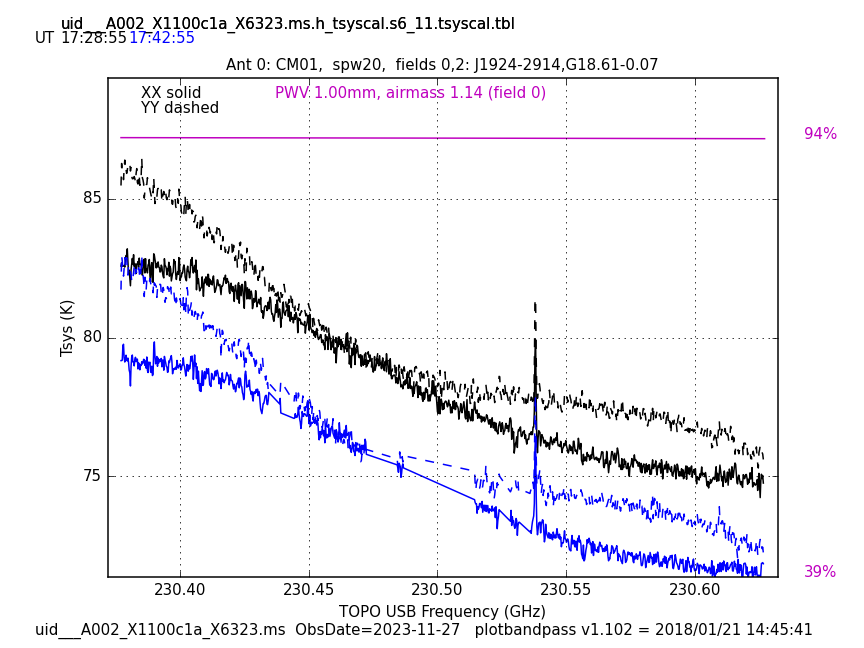 uid___A002_X1100c1a_X6323.ms.h_tsyscal.s6_11.tsyscal.tbl
UT 17:28:55 17:42:55
Ant 0: CM01, spw20, fields 0,2: J1924-2914,G18.61-0.07
XX solid PWV 1.00mm, airmass 1.14 (field 0)
YY dashed
94%
85
80
75
Tsys (K)
39%
230.40 230.45 230.50 230.55 230.60
TOPO USB Frequency (GHz)
uid___A002_X1100c1a_X6323.ms ObsDate=2023-11-27 plotbandpass v1.102 = 2018/01/21 14:45:41